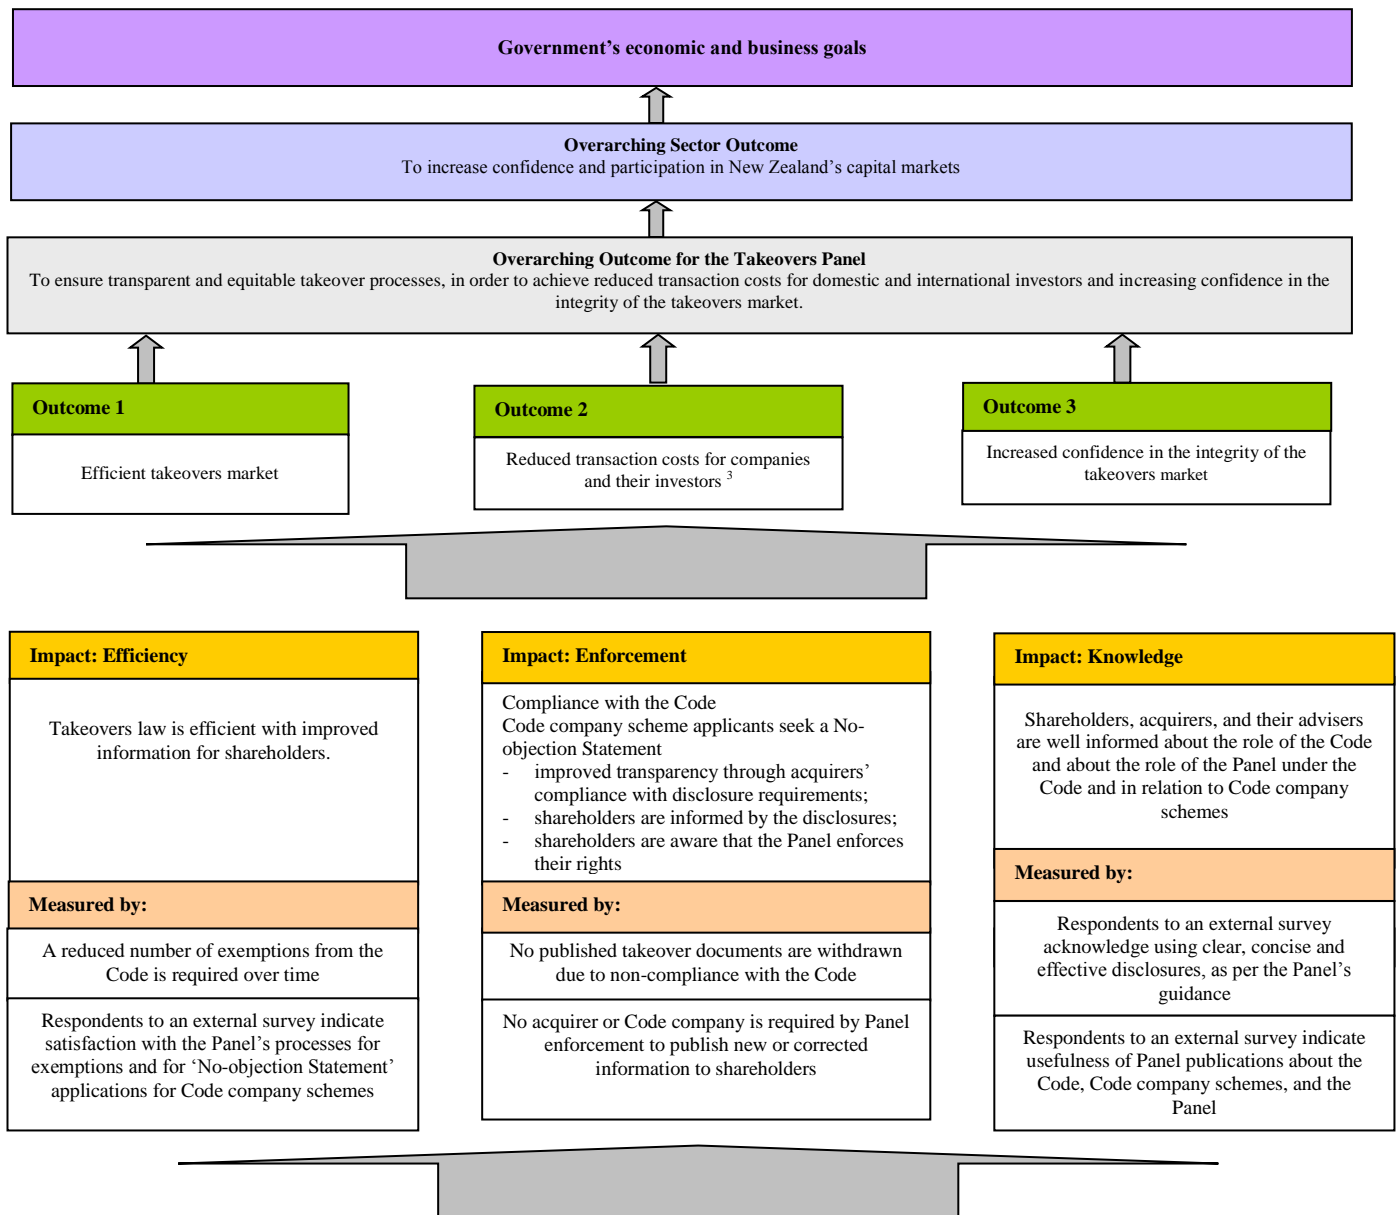 Government's economic and business goals
Overarching Sector Outcome
To increase confidence and participation in New Zealand's capital markets
Overarching Outcome for the Takeovers Panel
To ensure transparent and equitable takeover processes, in order to achieve reduced transaction costs for domestic and international investors and increasing confidence in the
integrity of the takeovers market.
Outcome 1
Efficient takeovers market
Outcome 2
Reduced transaction costs for companies
and their investors 3
Outcome 3
Increased confidence in the integrity of the
takeovers market
Impact: Efficiency
Takeovers law is efficient with improved
information for shareholders.
Measured by:
A reduced number of exemptions from the
Code is required over time
Respondents to an external survey indicate
satisfaction with the Panel's processes for
exemptions and for 'No-objection Statement'
applications for Code company schemes
Impact: Enforcement
Compliance with the Code
Code company scheme applicants seek a No-
objection Statement
- improved transparency through acquirers'
compliance with disclosure requirements;
- shareholders are informed by the disclosures;
- shareholders are aware that the Panel enforces
their rights
Measured by:
No published takeover documents are withdrawn
due to non-compliance with the Code
No acquirer or Code company is required by Panel
enforcement to publish new or corrected
information to shareholders
Impact: Knowledge
Shareholders, acquirers, and their advisers
are well informed about the role of the Code
and about the role of the Panel under the
Code and in relation to Code company
schemes
Measured by:
Respondents to an external survey
acknowledge using clear, concise and
effective disclosures, as per the Panel's
guidance
Respondents to an external survey indicate
usefulness of Panel publications about the
Code, Code company schemes, and the
Panel